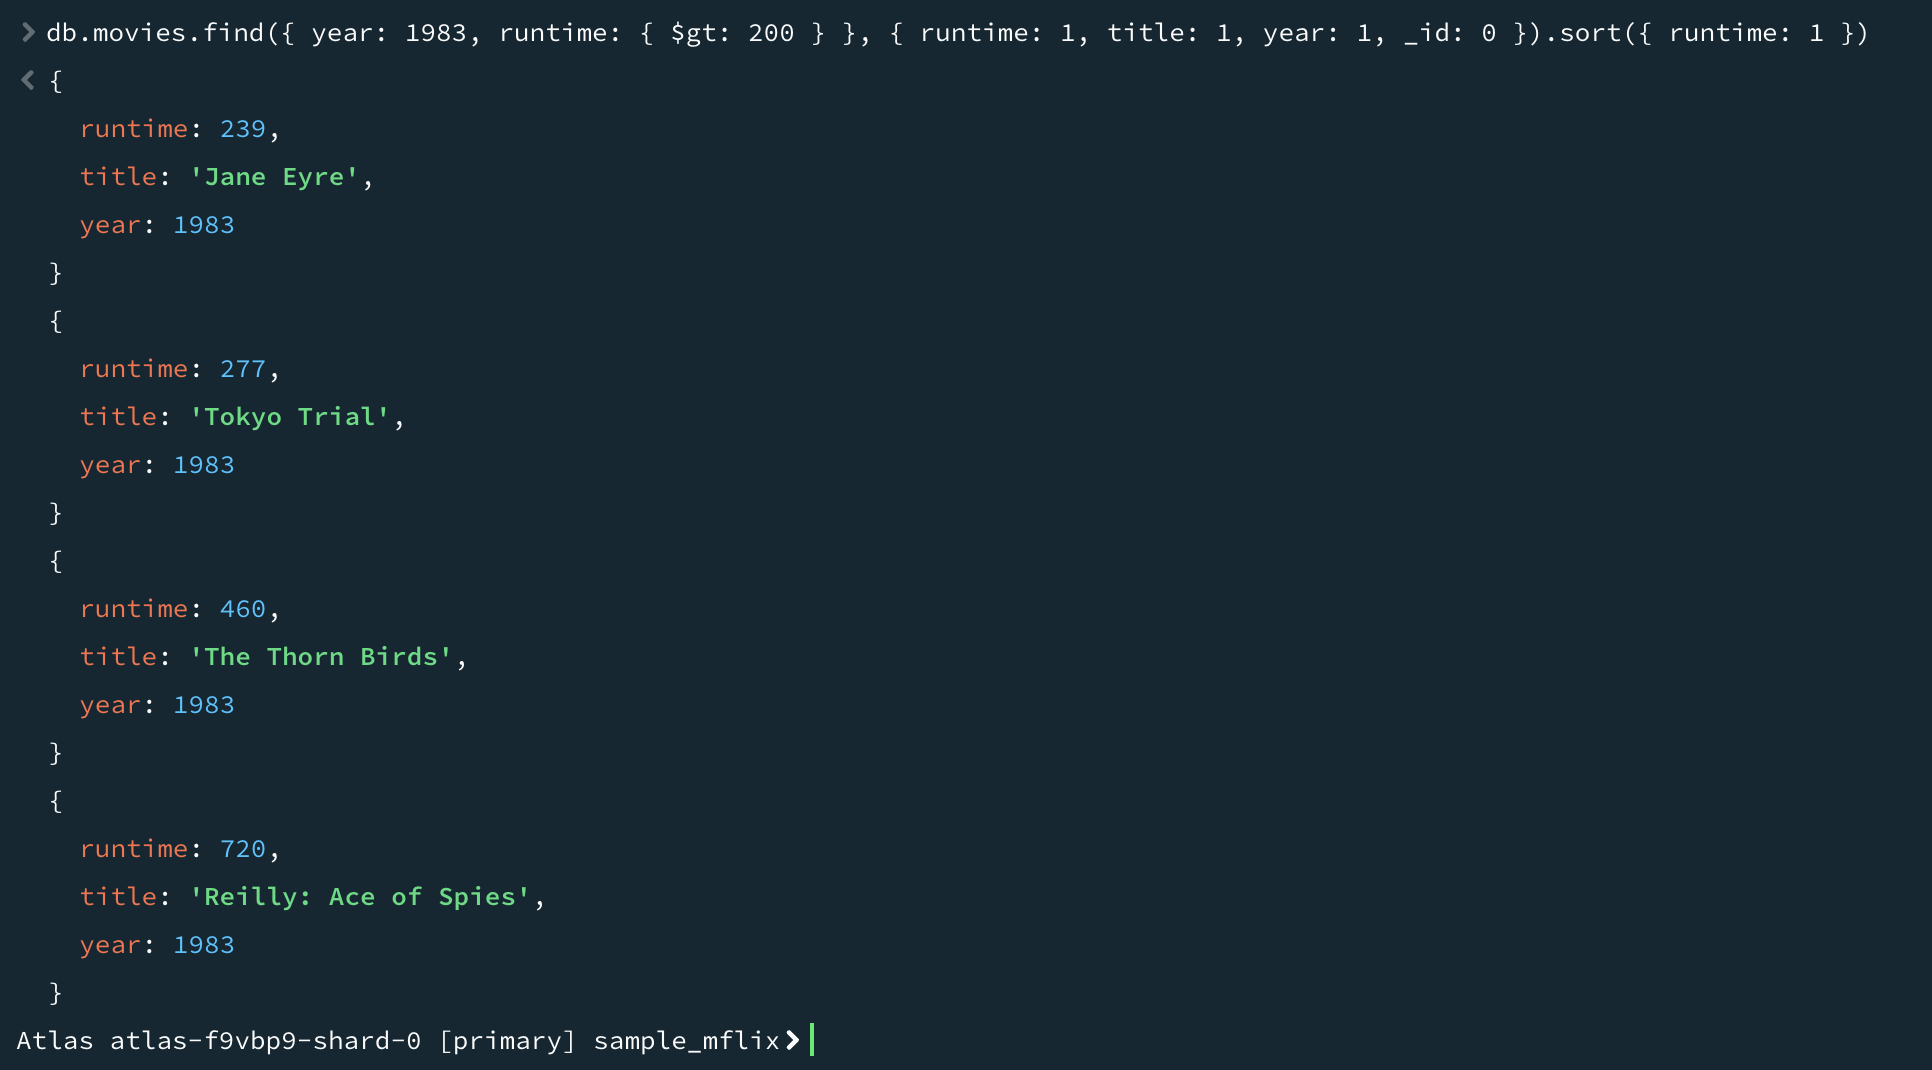 db.movies.find({ year: 1983, runtime: { $gt: 200 } }, { runtime: 1, title: 1, year: 1, _id: 0 }).sort({ runtime: 1 })
{
runtime: 239,
title: 'Jane Eyre',
year: 1983
}
{
runtime: 277,
title: 'Tokyo Trial',
year: 1983
}
{
runtime: 460,
title: 'The Thorn Birds',
year: 1983
}
{
runtime: 720,
title: 'Reilly: Ace of Spies',
year: 1983
}
Atlas atlas-f9vbp9-shard-0 [primary] sample_mflix>